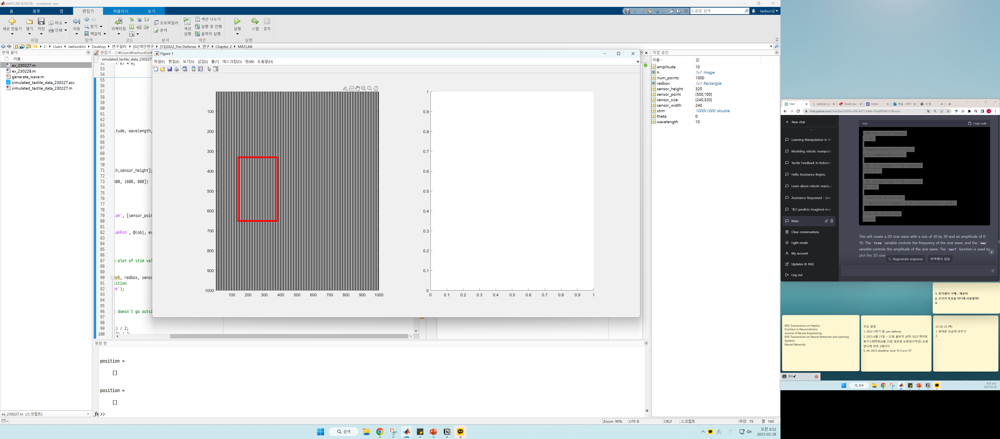 MATLAB R2022b - academic use
홈 플롯 앱 편집기 퍼블리시 보기
도움말 검색
Jaehun님
새로 만들기 열기 저장 비교 인쇄
이동 찾기 책갈피
리팩터링
프로파일러
분석
섹션 실행
섹션 나누기
실행 및 진행
끝까지 실행
실행 스텝 중지
파일 탐색 코드 분석 섹션 실행
C: Users JaehunKim Desktop 연구실PC [02]개인연구 [13]2022_Pre-Defense 연구 Chapter 2 MATLAB
현재 폴더
이름
ex_230227.m
ex_230228.m
generate_wave.m
simulated_tactile_data_230227.asv
simulated_tactile_data_230227.m
ex_230227.m (스크립트)
편집기 - C:₩Users₩JaehunKim₩
simulated_tactile_data_230227.
52 < 0) = 0;
53
54
55
56
57
58
59
60
61
62
63
64 .tude, wavelength,
65
66
67
68
69
70
71 :h,sensor_height];
72
73 400, 1600, 800])
74
75
76
77
78
79 .on', [sensor_poin
80
81
82 .onFcn', @(obj, ev
83
84
85
86
87 plot of stim val
88
89
90 evt, redbox, senso
91 sition
92 nt');
93
94
95
96 : doesn't go outsi
97
98
99 .) / 2;
100
Figure 1
파일(F) 편집(E) 보기(V) 삽입(I) 툴(T) 데스크탑(D) 창(W) 도움말(H)
100
200
300
400
500
600
700
800
900
1000
100 200 300 400 500 600 700 800 900 1000
1
0.9
0.8
0.7
0.6
0.5
0.4
0.3
0.2
0.1
0
0 0.1 0.2 0.3 0.4 0.5 0.6 0.7 0.8 0.9 1
명령 창
position =
[]
position =
[]
fx >>
작업 공간
이름 값
amplitude 10
h 1x1 Image
num_points 1000
redbox 1x1 Rectangle
sensor_height 320
sensor_point [500,100]
sensor_size [240,320]
sensor_width 240
stim 1000x1000 double
theta 0
wavelength 10
Zoom: 90% UTF-8 CRLF 스크립트 라인 79 열 160
검색
오전 8:52
2023-02-28
Main
external con
Would you
Home
메일 - (대학
새 탭
chat.openai.com/chat/0e22d508-c0f4-4d71-b44e-95adf6906312#none
New chat
Learning Manipulation in Ro
Modeling robotic manipulati
Tactile Feedback in Robotics
Hello Assistance Begins.
Learn about robotic manipul
Assistance Requested - Gen
"BCI predicts imagined mov
Main
Clear conversations
Light mode
My account
Updates & FAQ
Log out
scss Copy code
% Set the size of the wave
n = 30;
% Create a meshgrid for x and y
[X,Y] = meshgrid(1:n,1:n);
% Set the frequency of the sine wave
freq = 0.1;
% Set the amplitude of the sine wave
amp = 10;
% Create the 2D sine wave
Z = amp*sin(2*pi*freq*X + pi/4).*sin(2*pi*freq*Y + pi/4);
% Plot the 2D sine wave
surf(Z);
This will create a 2D sine wave with a size of 30 by 30 and an amplitude of 0-
10. The `freq` variable controls the frequency of the sine wave, and the `amp`
variable controls the amplitude of the sine wave. The `surf` function is used to
plot the 2D sine
Regenerate response 번역해서 질문
1. 촉각센서 구매 - 재료비
2. 우리가 촉감을 어디에 사용할까?
3.
IEEE Transactions on Haptics
Frontiers in Neurorobotics
Journal of Neural Engineering
IEEE Transactions on Neural Networks and Learning
Systems
Neural Networks
주요 일정
1. 2023-1학기 말: pre-defense
2. 2023-6월 21일 ~ 23일 쏠비치 삼척: 2023 제어로
봇시스템학회(4월 23일 일요일 논문접수마감): 논문
양식에 따라 2페이지
3. sfn 2023 deadline: June 14 5 p.m. ET
23-02-23 (목)
1. 휴대폰 요금제 바꾸기
2.
영미
검색
오전 8:52
2023-02-28